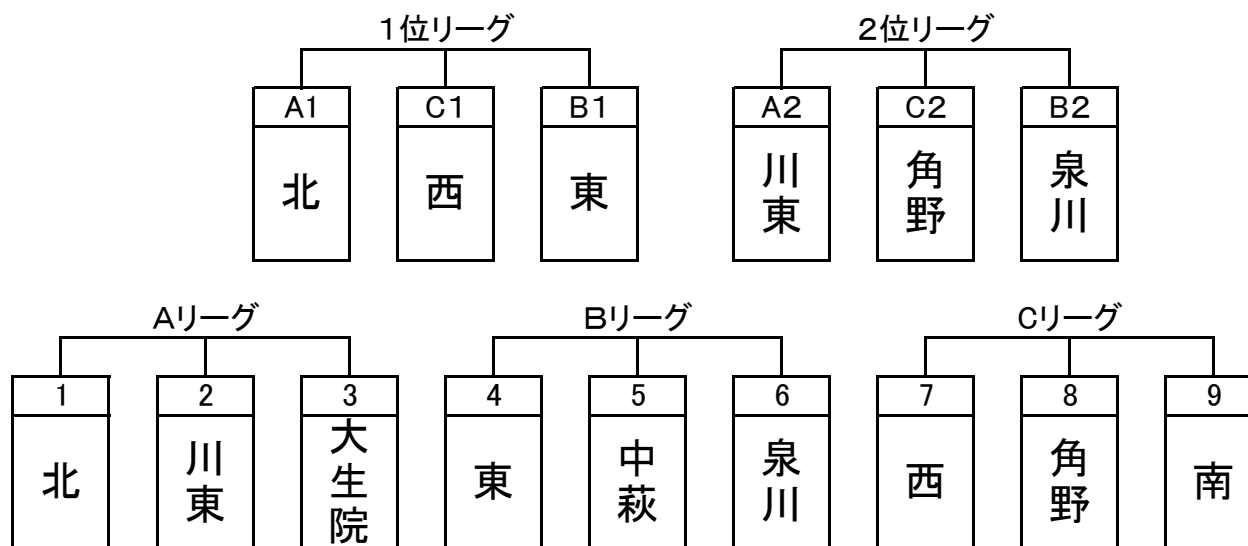 1位リーグ 2位リーグ
A1 C1 B1 A2 C2 B2
北 西 東 川東 角野 泉川
Aリーグ Bリーグ Cリーグ
1 2 3 4 5 6 7 8 9
北 川東 大生院 東 中萩 泉川 西 角野 南